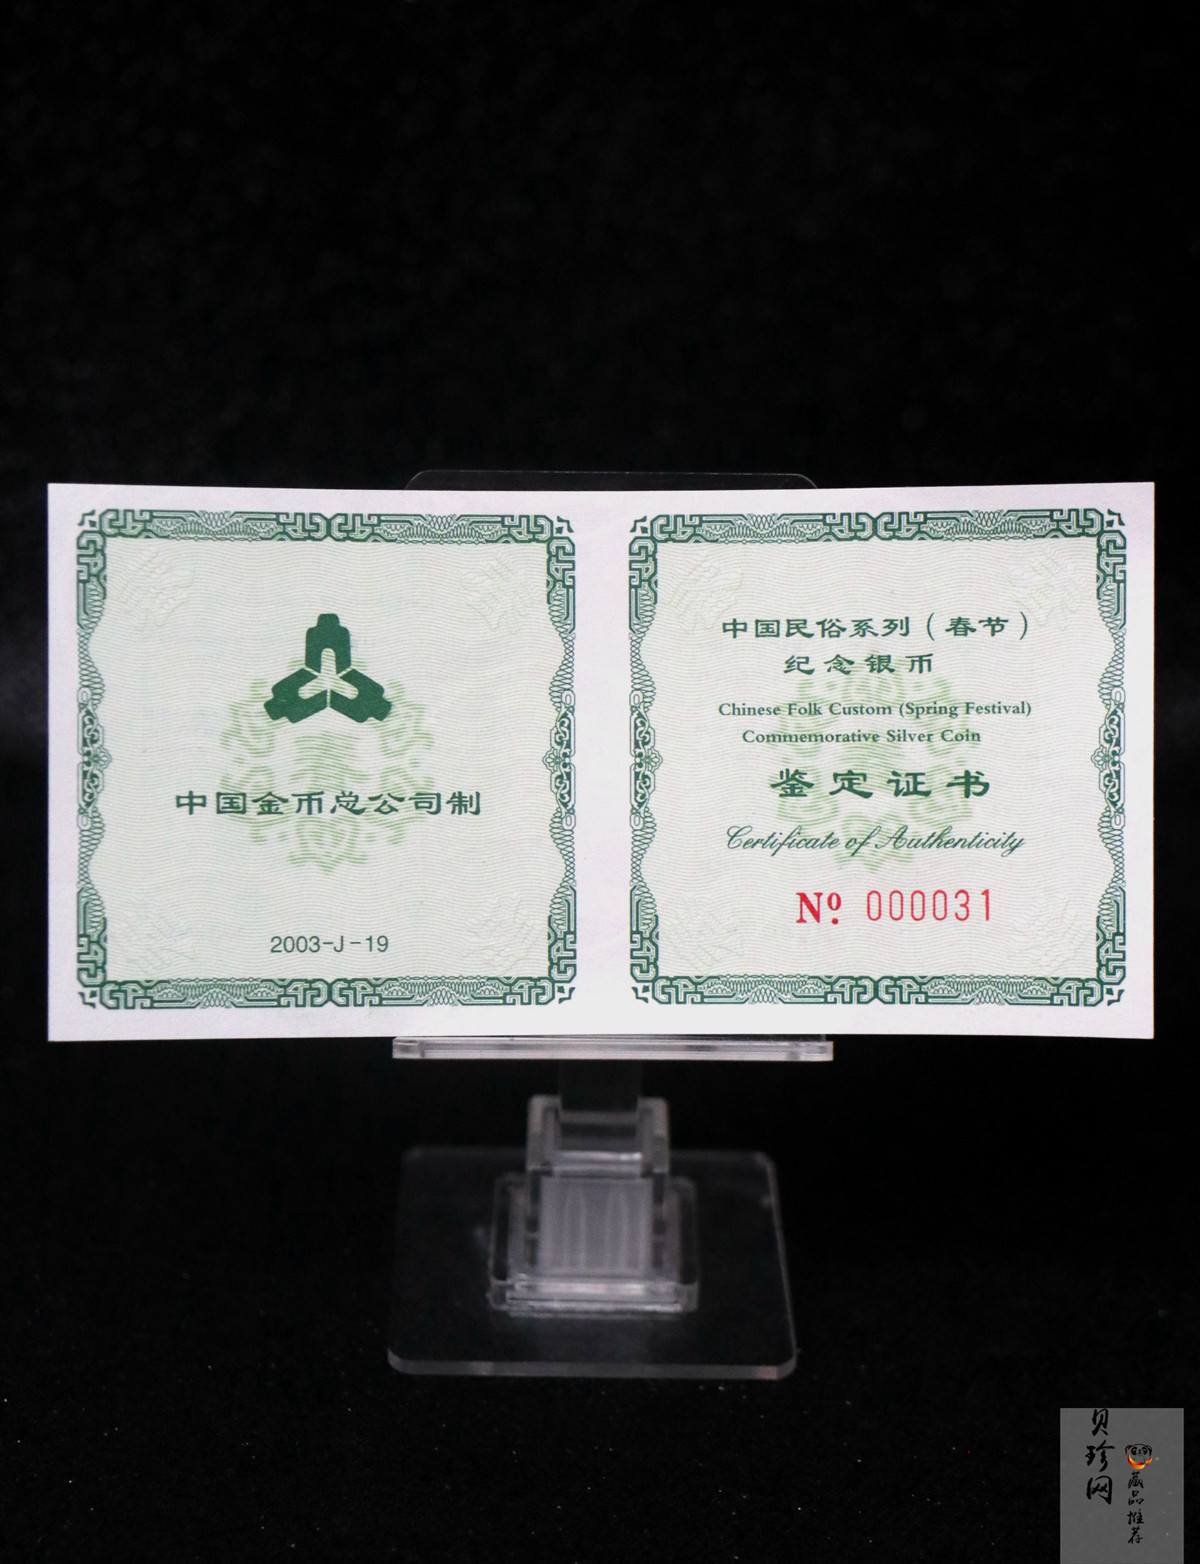 中国金币总公司制
2003-J-19
中国民俗系列（春节）
纪念银币
Chinese Folk Custom (Spring Festival)
Commemorative Silver Coin
鉴定证书
Certificate of Authenticity
Nº 000031
贝珍网
藏品推荐